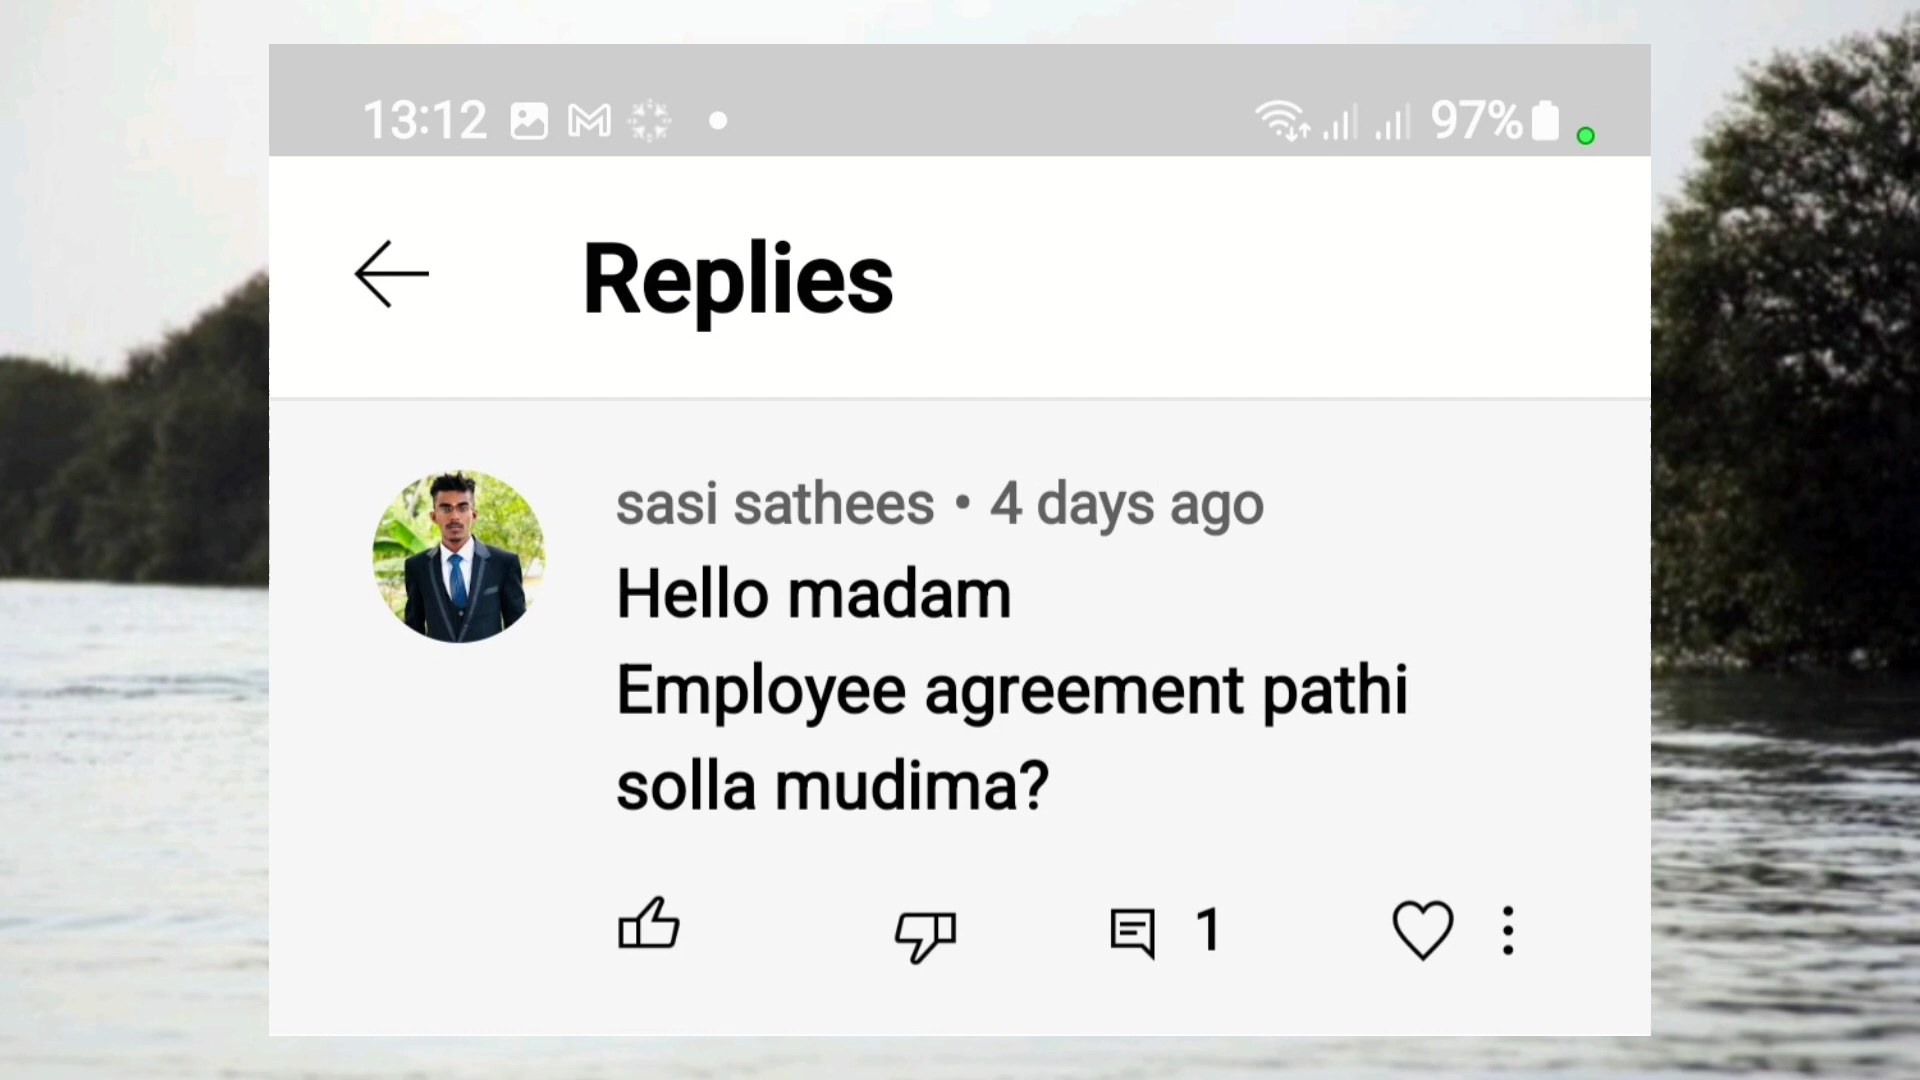 13:12 97%
Replies
sasi sathees • 4 days ago
Hello madam
Employee agreement pathi
solla mudima?
1